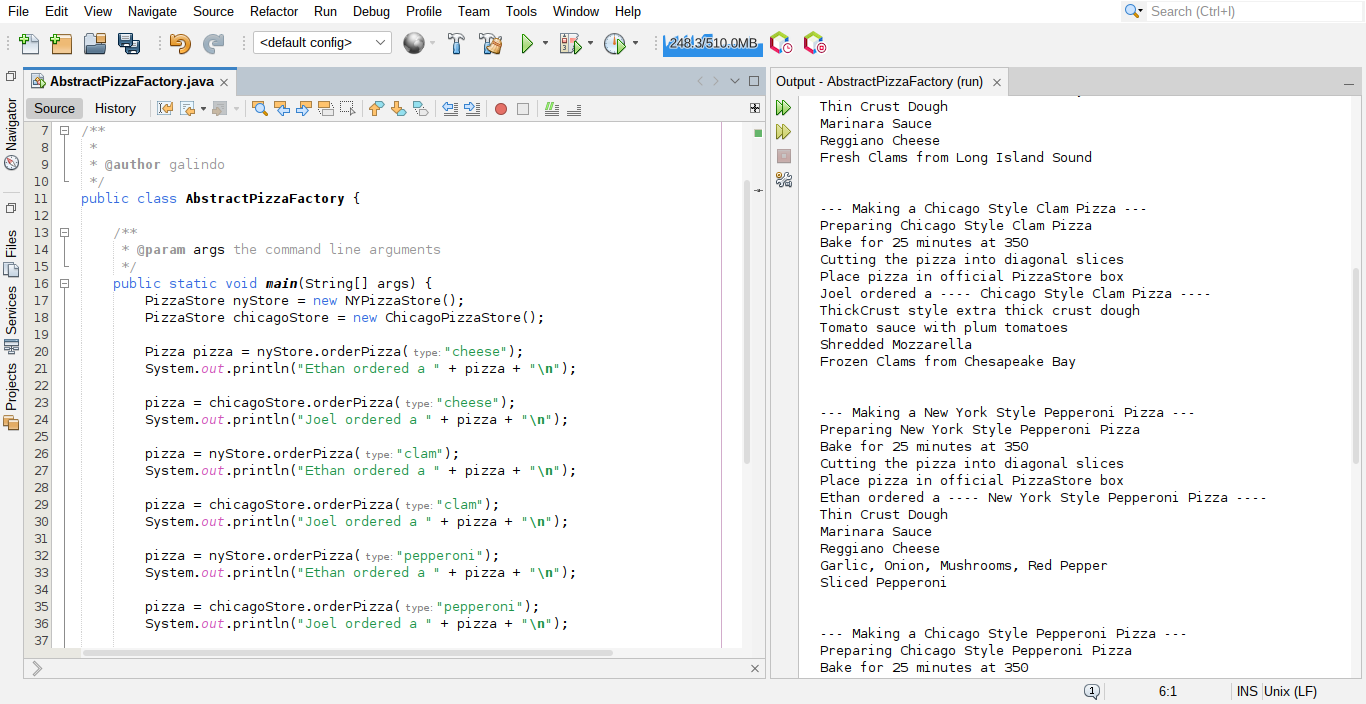 File Edit View Navigate Source Refactor Run Debug Profile Team Tools Window Help
Search (Ctrl+I)
<default config>
248.3/510.0MB
AbstractPizzaFactory.java
Source History
Navigator
Files
Services
Projects
7 /**
8 *
9 * @author galindo
10 */
11 public class AbstractPizzaFactory {
12
13 /**
14 * @param args the command line arguments
15 */
16 public static void main(String[] args) {
17 PizzaStore nyStore = new NYPizzaStore();
18 PizzaStore chicagoStore = new ChicagoPizzaStore();
19
20 Pizza pizza = nyStore.orderPizza( type: "cheese");
21 System.out.println("Ethan ordered a " + pizza + "\n");
22
23 pizza = chicagoStore.orderPizza( type: "cheese");
24 System.out.println("Joel ordered a " + pizza + "\n");
25
26 pizza = nyStore.orderPizza( type: "clam");
27 System.out.println("Ethan ordered a " + pizza + "\n");
28
29 pizza = chicagoStore.orderPizza( type: "clam");
30 System.out.println("Joel ordered a " + pizza + "\n");
31
32 pizza = nyStore.orderPizza( type: "pepperoni");
33 System.out.println("Ethan ordered a " + pizza + "\n");
34
35 pizza = chicagoStore.orderPizza( type: "pepperoni");
36 System.out.println("Joel ordered a " + pizza + "\n");
37
Output - AbstractPizzaFactory (run)
Thin Crust Dough
Marinara Sauce
Reggiano Cheese
Fresh Clams from Long Island Sound
--- Making a Chicago Style Clam Pizza ---
Preparing Chicago Style Clam Pizza
Bake for 25 minutes at 350
Cutting the pizza into diagonal slices
Place pizza in official PizzaStore box
Joel ordered a ---- Chicago Style Clam Pizza ----
ThickCrust style extra thick crust dough
Tomato sauce with plum tomatoes
Shredded Mozzarella
Frozen Clams from Chesapeake Bay
--- Making a New York Style Pepperoni Pizza ---
Preparing New York Style Pepperoni Pizza
Bake for 25 minutes at 350
Cutting the pizza into diagonal slices
Place pizza in official PizzaStore box
Ethan ordered a ---- New York Style Pepperoni Pizza ----
Thin Crust Dough
Marinara Sauce
Reggiano Cheese
Garlic, Onion, Mushrooms, Red Pepper
Sliced Pepperoni
--- Making a Chicago Style Pepperoni Pizza ---
Preparing Chicago Style Pepperoni Pizza
Bake for 25 minutes at 350
1 6:1 INS Unix (LF)